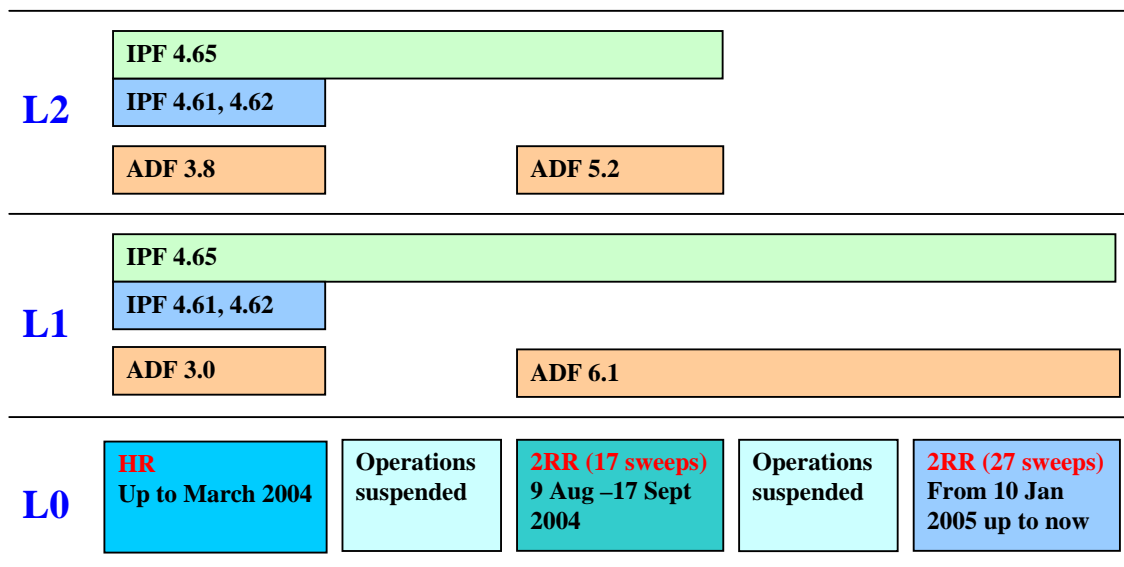 L2
IPF 4.65
IPF 4.61, 4.62
ADF 3.8
ADF 5.2
L1
IPF 4.65
IPF 4.61, 4.62
ADF 3.0
ADF 6.1
L0
HR
Up to March 2004
Operations
suspended
2RR (17 sweeps)
9 Aug –17 Sept
2004
Operations
suspended
2RR (27 sweeps)
From 10 Jan
2005 up to now